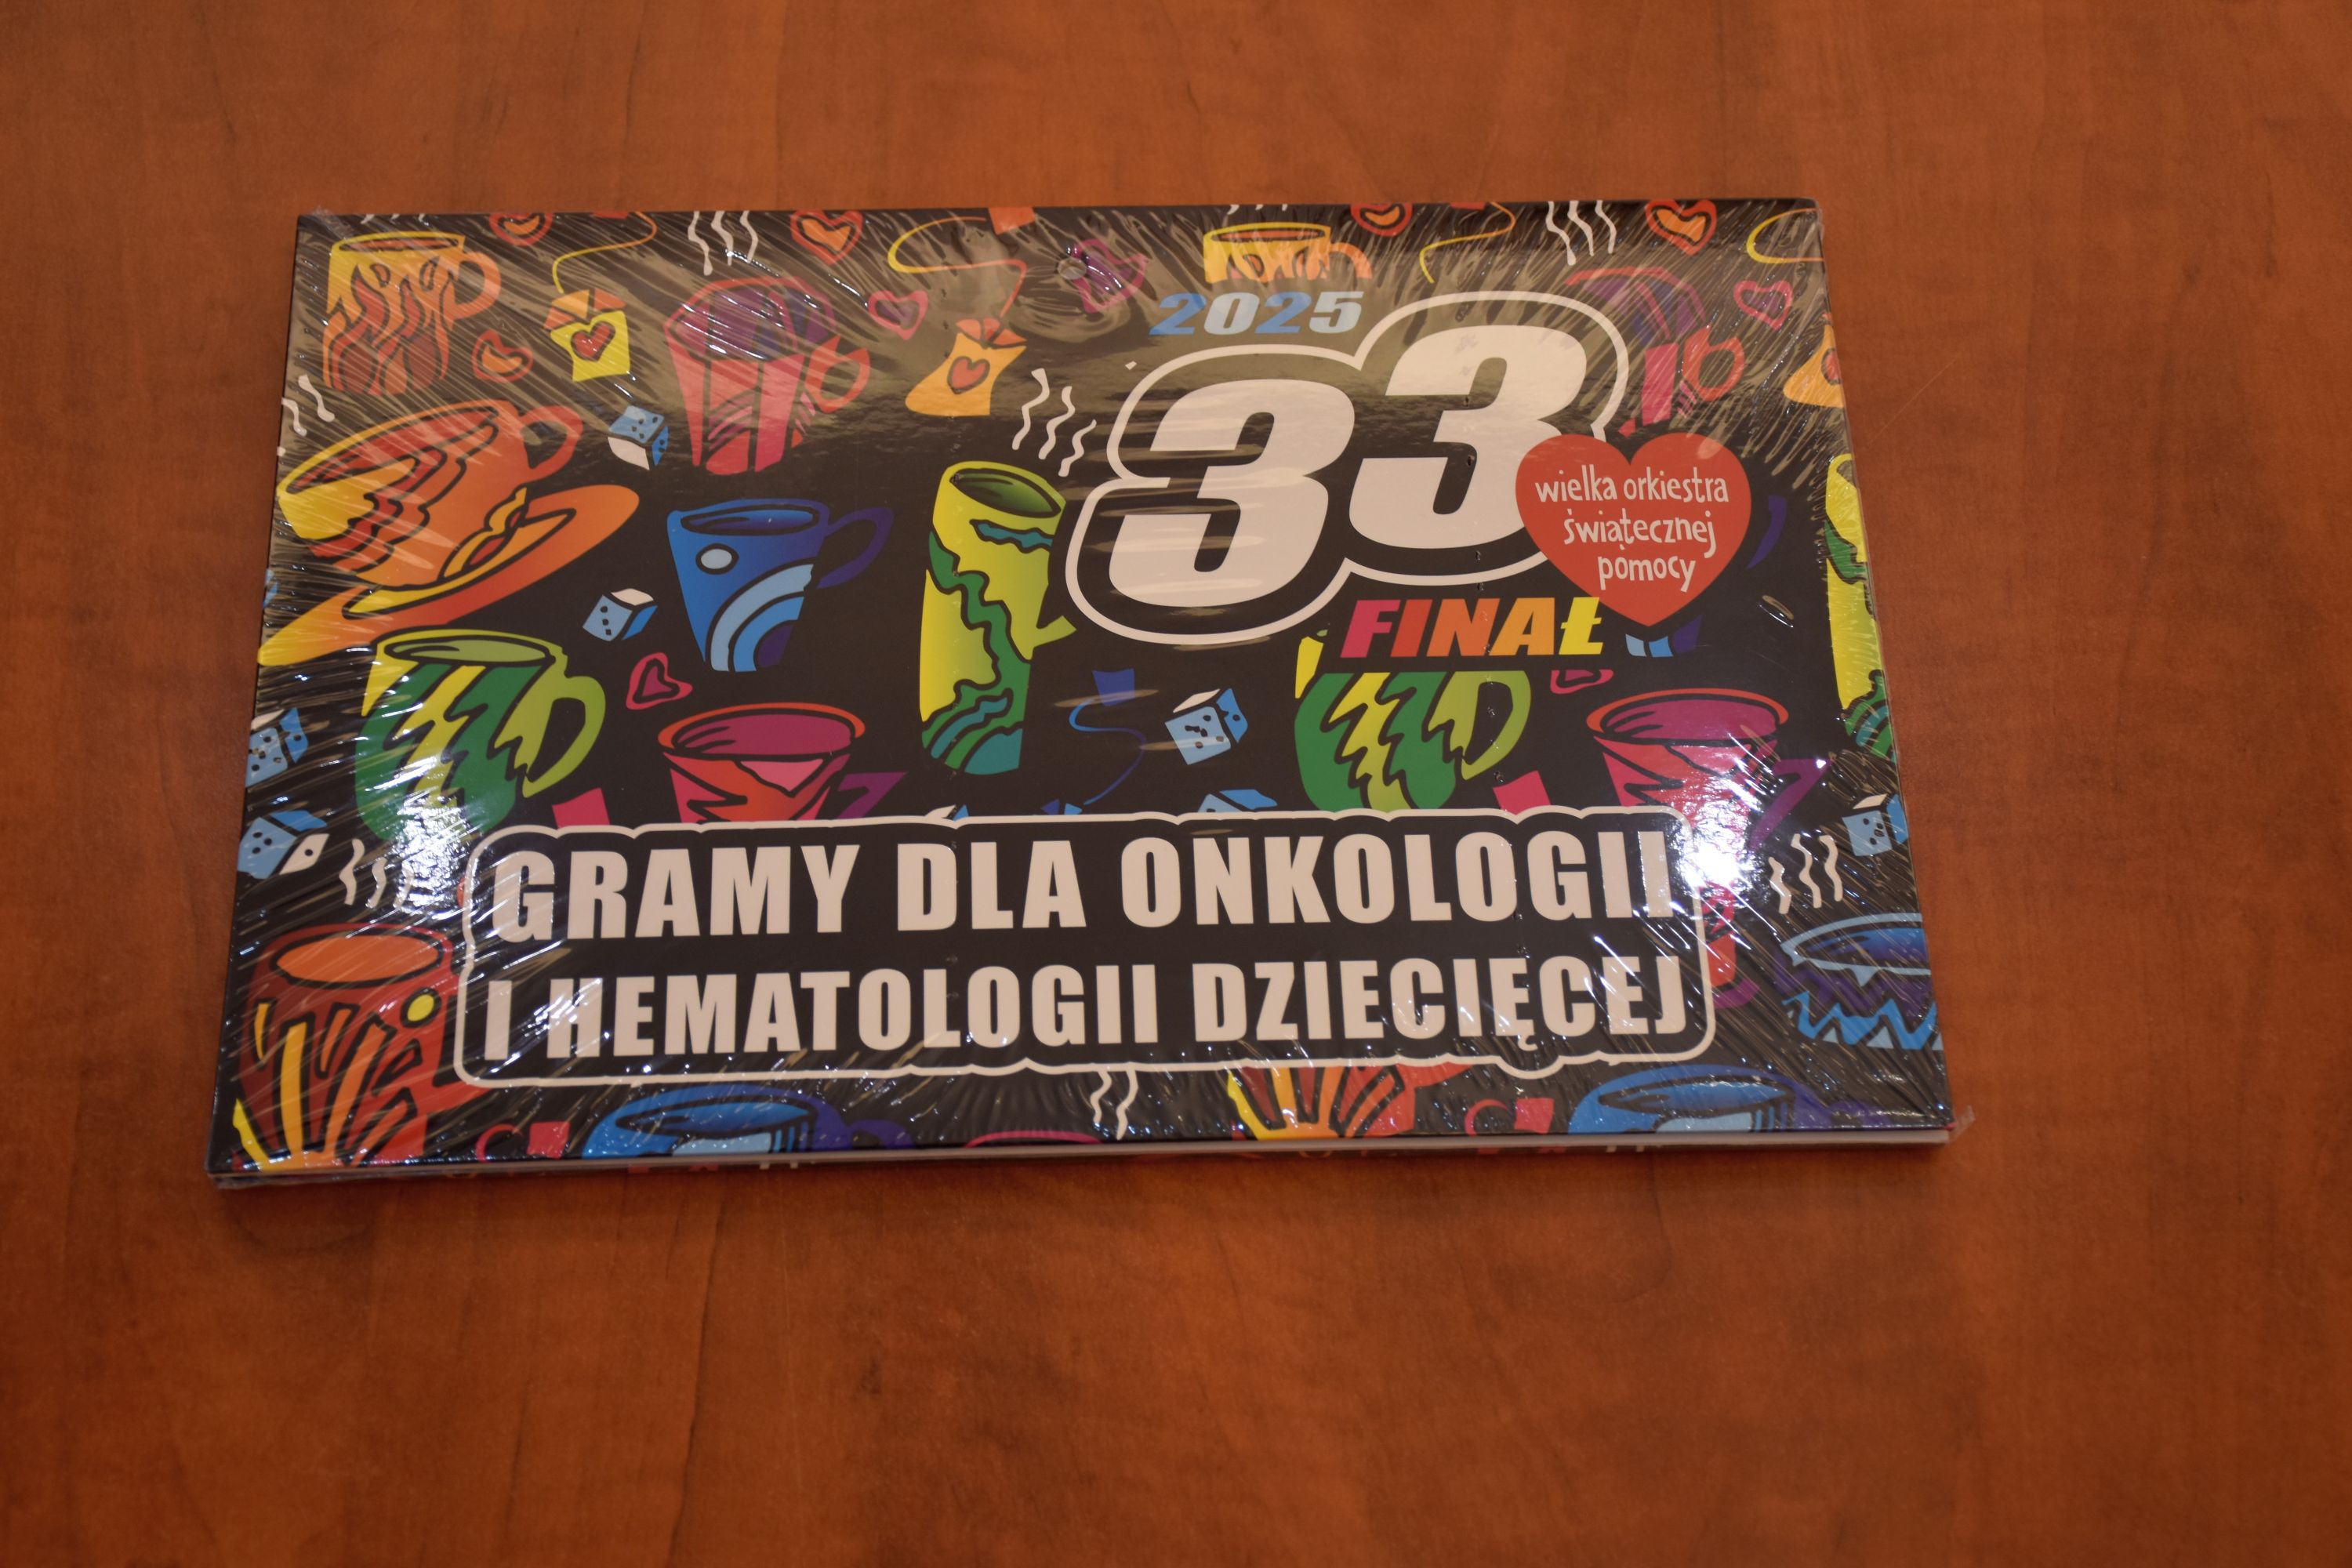 2025
33
wielka orkiestra
świątecznej
pomocy
FINAŁ
GRAMY DLA ONKOLOGII
I HEMATOLOGII DZIECIĘCEJ